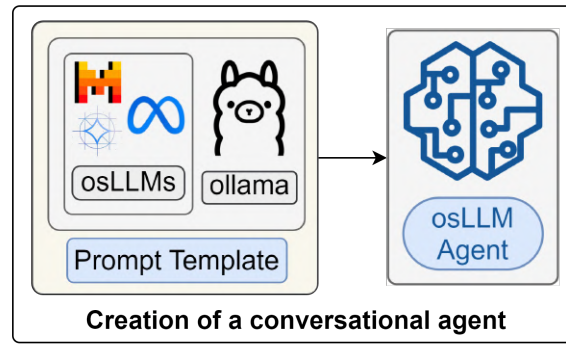 osLLMs
ollama
Prompt Template
osLLM
Agent
Creation of a conversational agent